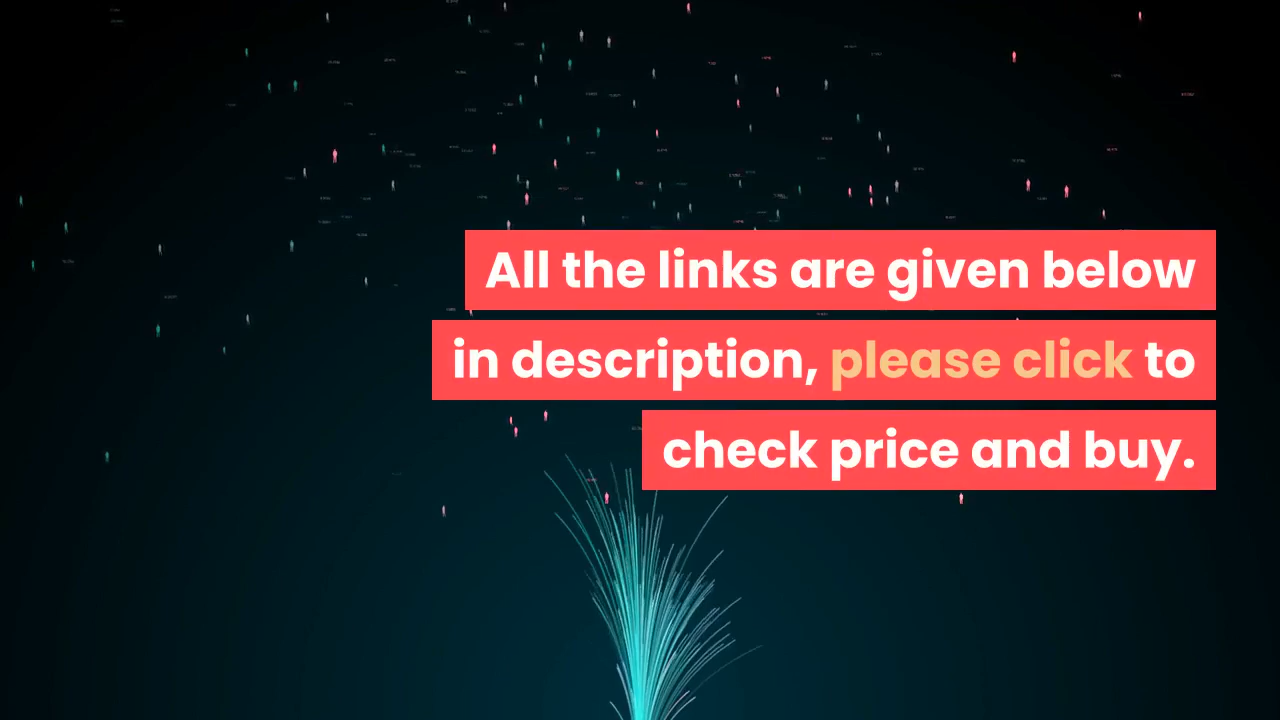 All the links are given below
in description, please click to
check price and buy.